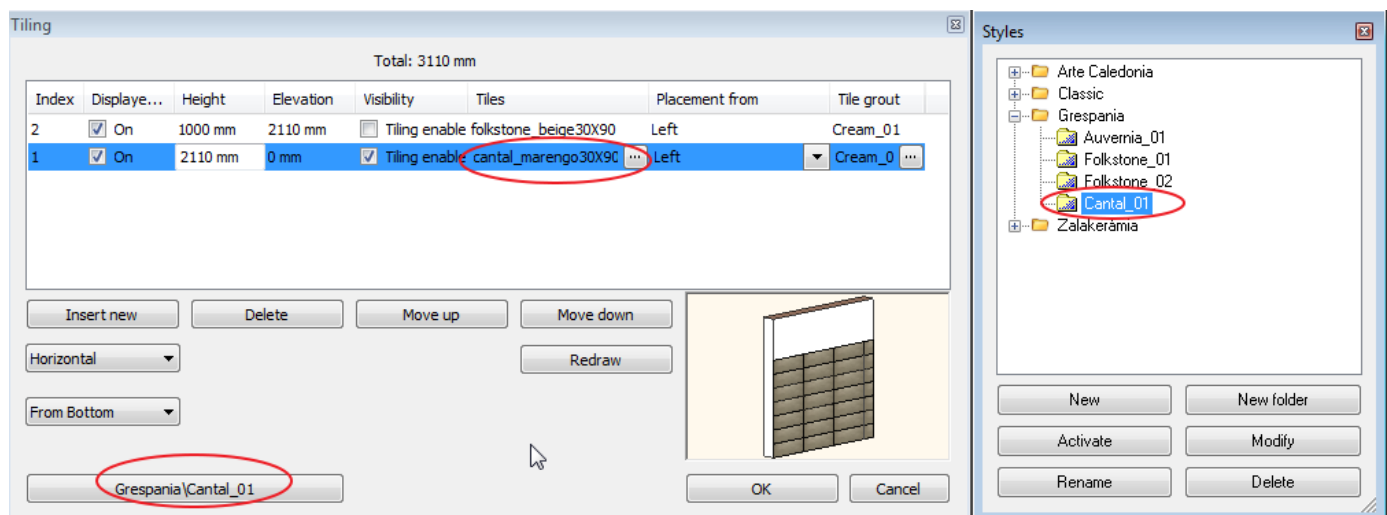 Tiling
Total: 3110 mm
Index Displaye... Height Elevation Visibility Tiles Placement from Tile grout
2 On 1000 mm 2110 mm Tiling enable folkstone_beige30X90 Left Cream_01
1 On 2110 mm 0 mm Tiling enable cantal_marengo30X90 ... Left Cream_0 ...
Insert new Delete Move up Move down
Horizontal Redraw
From Bottom
Grespania\Cantal_01 OK Cancel
Styles
Arte Caledonia
Classic
Grespania
Auvernia_01
Folkstone_01
Folkstone_02
Cantal_01
Zalakerámia
New New folder
Activate Modify
Rename Delete